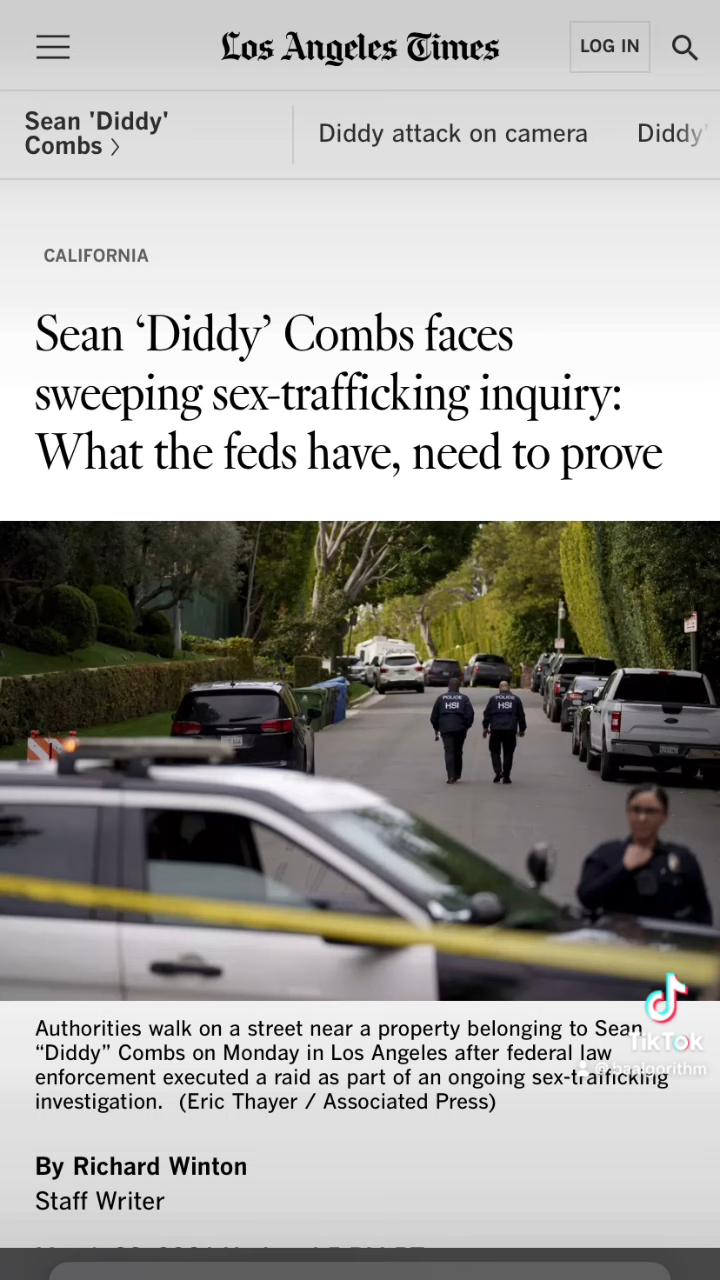 Los Angeles Times
LOG IN
Sean 'Diddy'
Combs >
Diddy attack on camera
Diddy'
CALIFORNIA
Sean ‘Diddy’ Combs faces
sweeping sex-trafficking inquiry:
What the feds have, need to prove
POLICE
HSI
POLICE
HSI
Authorities walk on a street near a property belonging to Sean
“Diddy” Combs on Monday in Los Angeles after federal law
enforcement executed a raid as part of an ongoing sex-trafficking
investigation. (Eric Thayer / Associated Press)
TikTok
@baalgorithm
By Richard Winton
Staff Writer